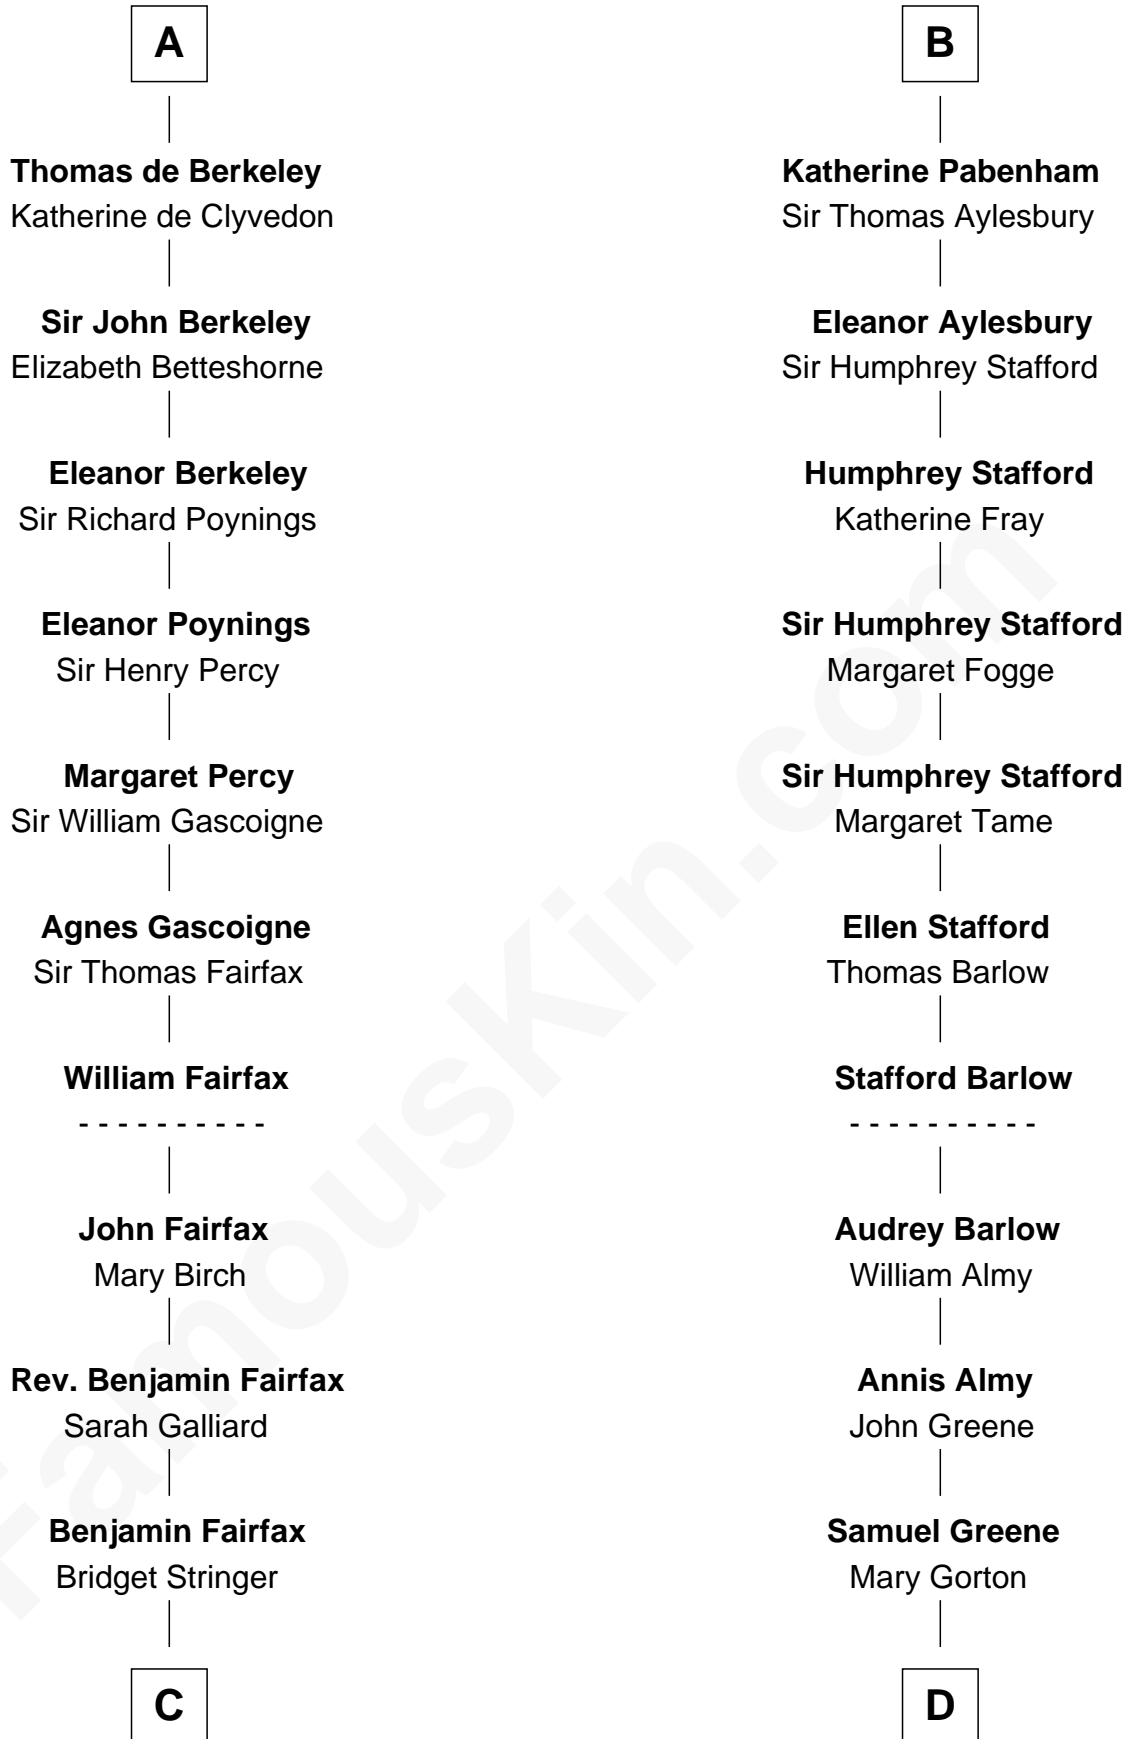 A
Thomas de Berkeley
Katherine de Clyvedon
Sir John Berkeley
Elizabeth Betteshorne
Eleanor Berkeley
Sir Richard Poynings
Eleanor Poynings
Sir Henry Percy
Margaret Percy
Sir William Gascoigne
Agnes Gascoigne
Sir Thomas Fairfax
William Fairfax
- - - - - - - - - -
John Fairfax
Mary Birch
Rev. Benjamin Fairfax
Sarah Galliard
Benjamin Fairfax
Bridget Stringer
C
B
Katherine Pabenham
Sir Thomas Aylesbury
Eleanor Aylesbury
Sir Humphrey Stafford
Humphrey Stafford
Katherine Fray
Sir Humphrey Stafford
Margaret Fogge
Sir Humphrey Stafford
Margaret Tame
Ellen Stafford
Thomas Barlow
Stafford Barlow
- - - - - - - - - -
Audrey Barlow
William Almy
Annis Almy
John Greene
Samuel Greene
Mary Gorton
D
FamousKin.com